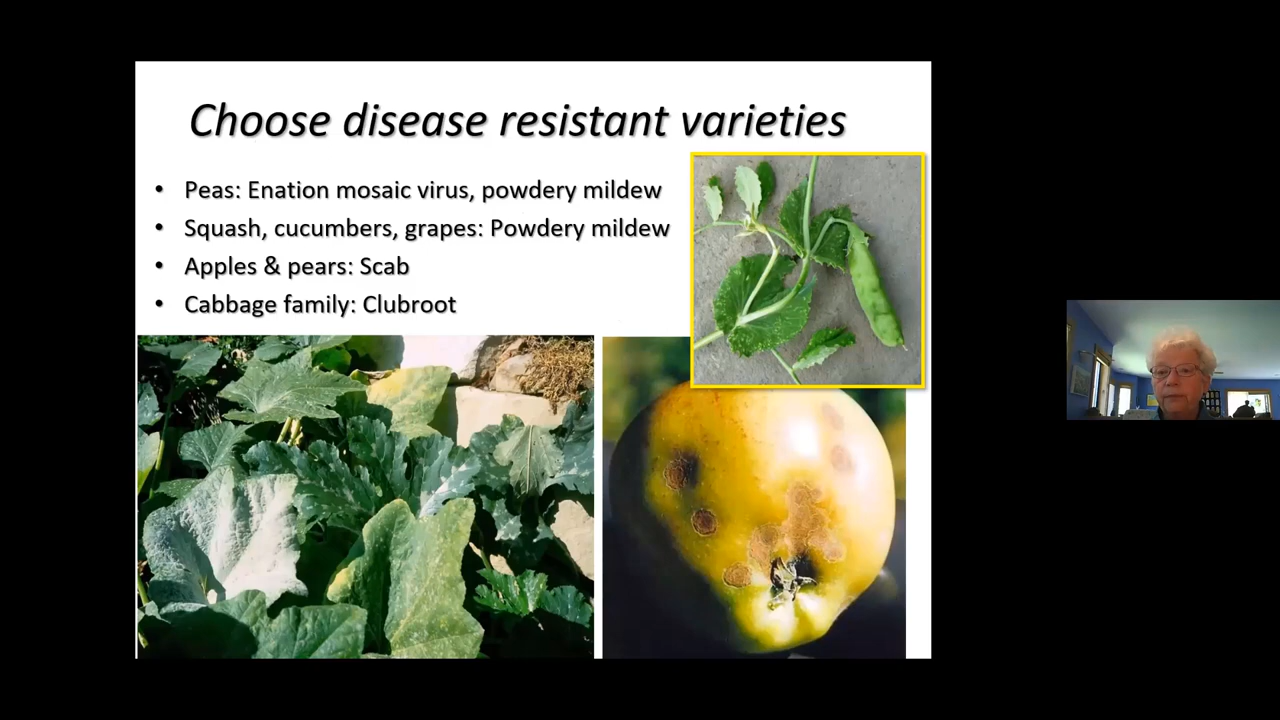 Choose disease resistant varieties
• Peas: Enation mosaic virus, powdery mildew
• Squash, cucumbers, grapes: Powdery mildew
• Apples & pears: Scab
• Cabbage family: Clubroot